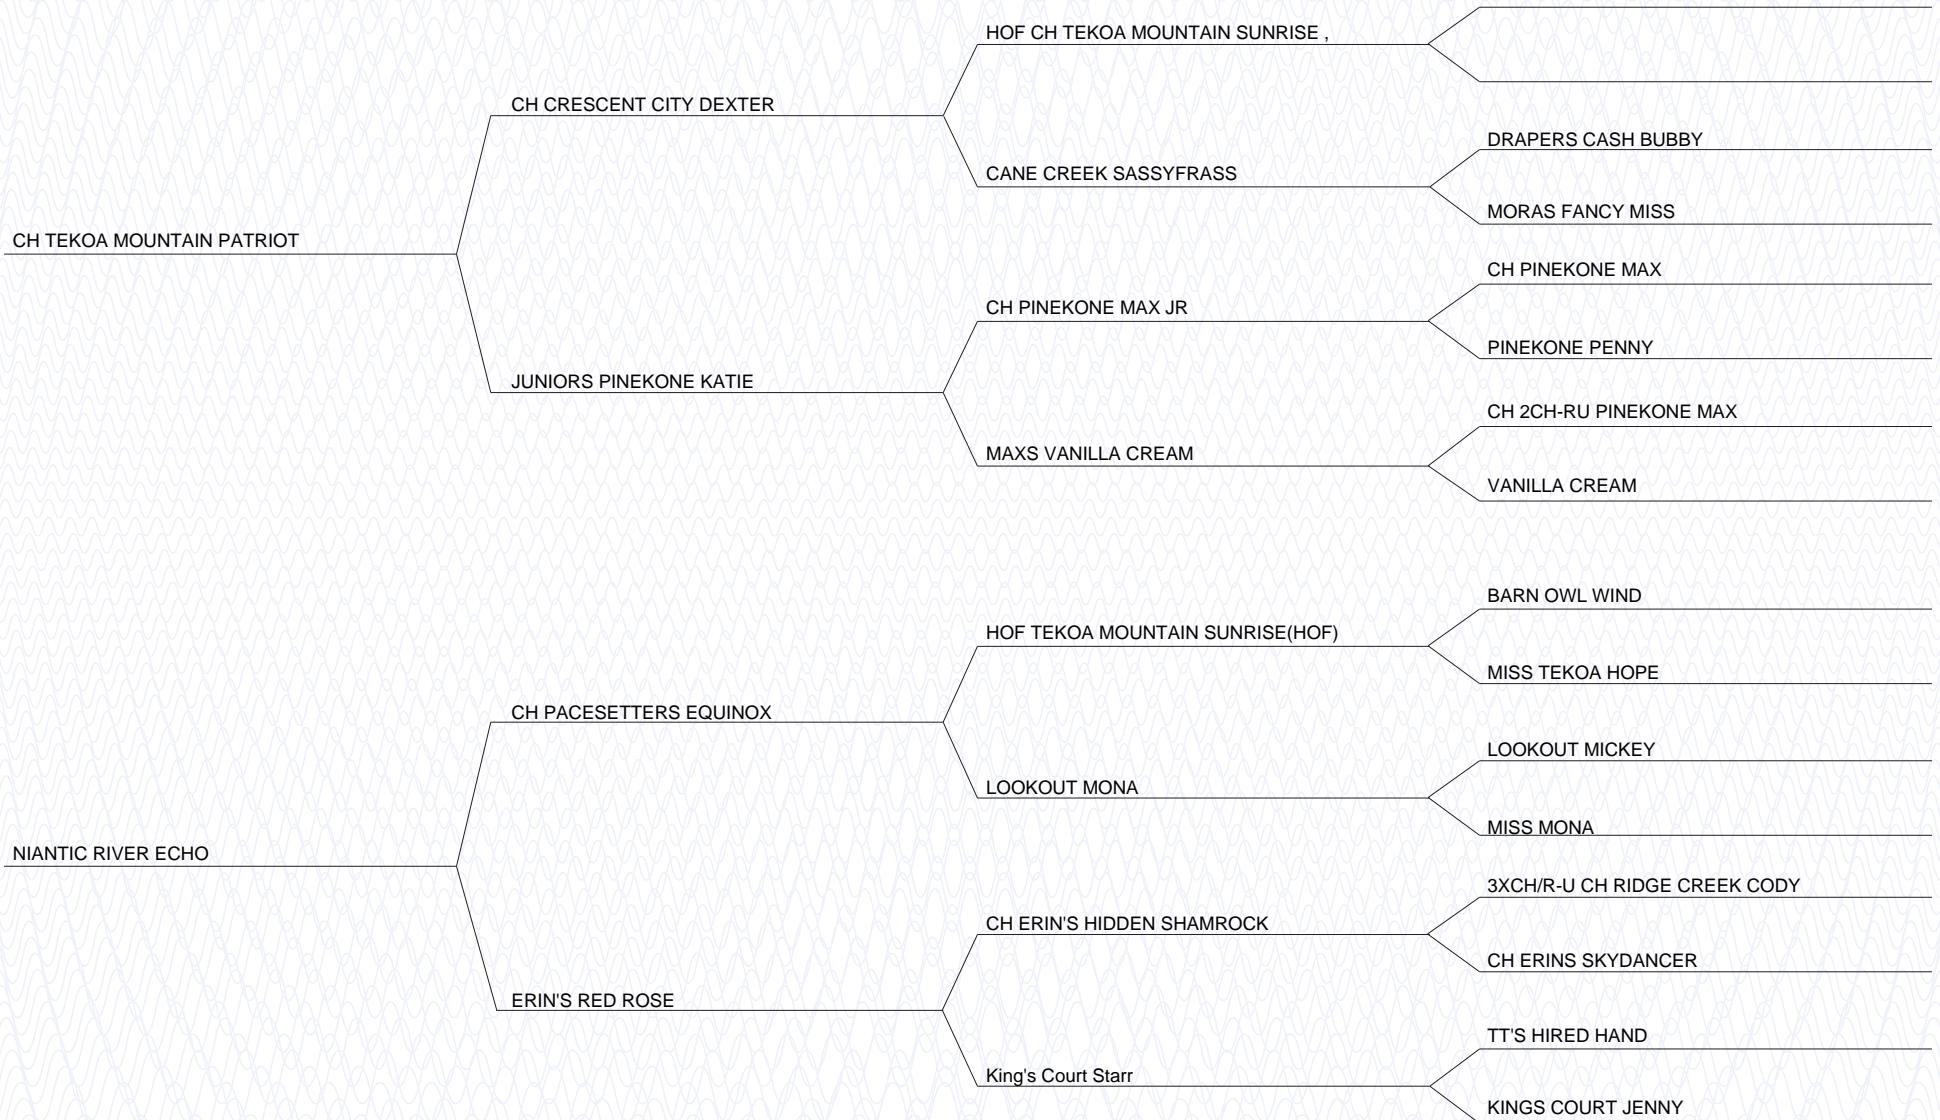 HOF CH TEKOA MOUNTAIN SUNRISE ,
CH CRESCENT CITY DEXTER
DRAPERS CASH BUBBY
CANE CREEK SASSYFRASS
MORAS FANCY MISS
CH TEKOA MOUNTAIN PATRIOT
CH PINEKONE MAX
CH PINEKONE MAX JR
PINEKONE PENNY
JUNIORS PINEKONE KATIE
CH 2CH-RU PINEKONE MAX
MAXS VANILLA CREAM
VANILLA CREAM
BARN OWL WIND
HOF TEKOA MOUNTAIN SUNRISE(HOF)
MISS TEKOA HOPE
CH PACESETTERS EQUINOX
LOOKOUT MICKEY
LOOKOUT MONA
MISS MONA
NIANTIC RIVER ECHO
3XCH/R-U CH RIDGE CREEK CODY
CH ERIN'S HIDDEN SHAMROCK
CH ERINS SKYDANCER
ERIN'S RED ROSE
TT'S HIRED HAND
King's Court Starr
KINGS COURT JENNY